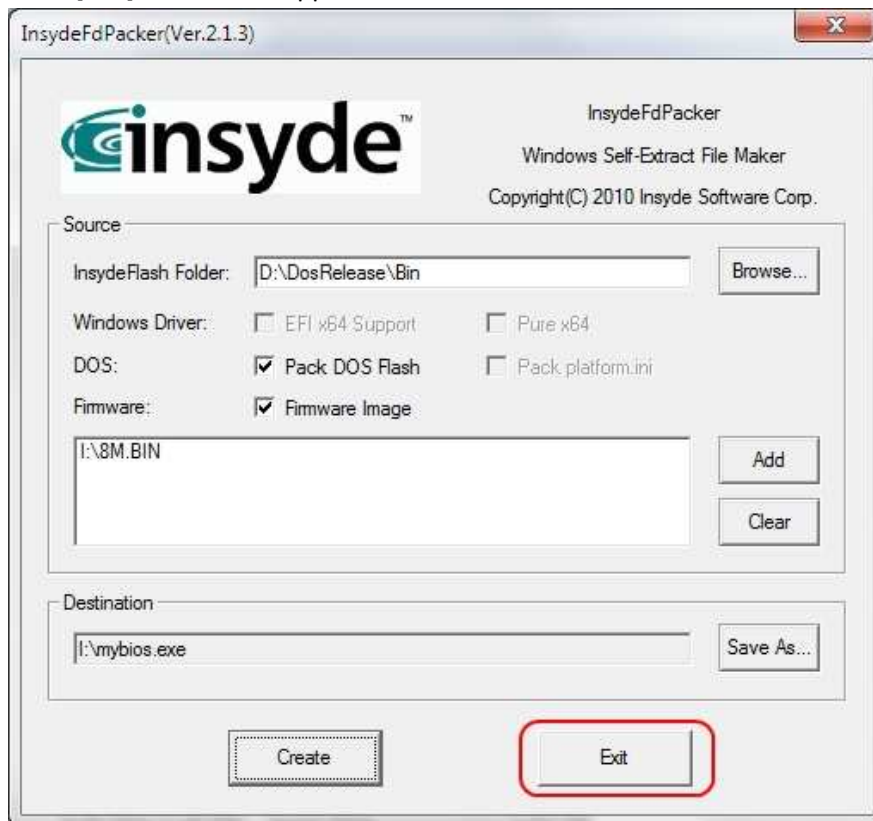 InsydeFdPacker(Ver.2.1.3)
insyde™
InsydeFdPacker
Windows Self-Extract File Maker
Copyright(C) 2010 Insyde Software Corp.
Source
InsydeFlash Folder: D:\DosRelease\Bin Browse...
Windows Driver: EFI x64 Support Pure x64
DOS: Pack DOS Flash Pack platform.ini
Firmware: Firmware Image
I:\8M.BIN
Add
Clear
Destination
I:\mybios.exe Save As...
Create Exit